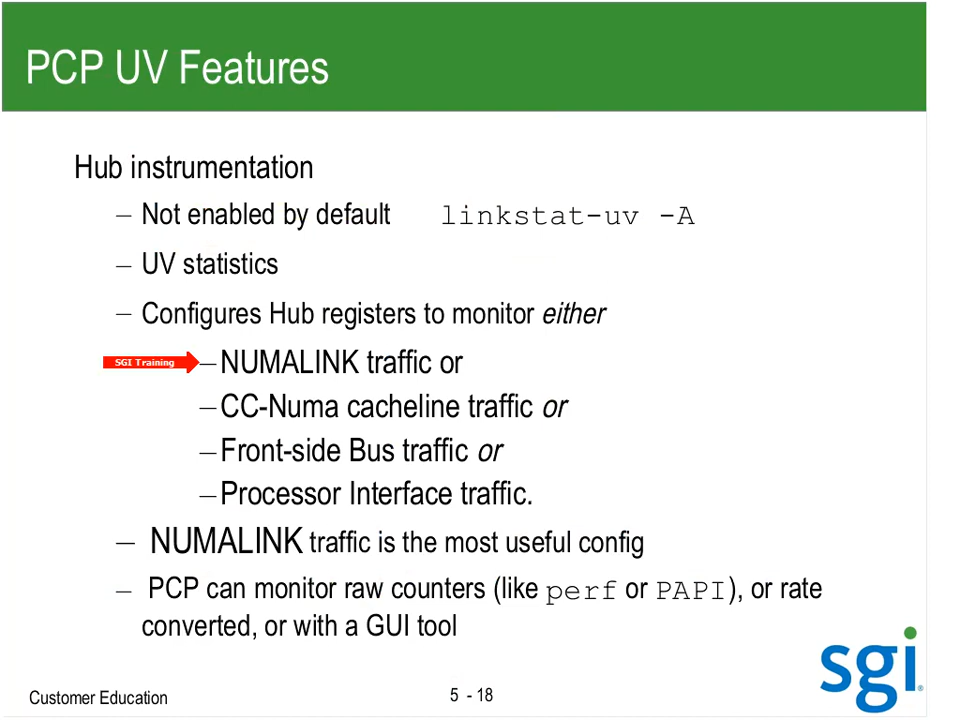 PCP UV Features
Hub instrumentation
– Not enabled by default linkstat-uv -A
– UV statistics
– Configures Hub registers to monitor either
SGI Training
– NUMALINK traffic or
– CC-Numa cacheline traffic or
– Front-side Bus traffic or
– Processor Interface traffic.
– NUMALINK traffic is the most useful config
– PCP can monitor raw counters (like perf or PAPI), or rate
converted, or with a GUI tool
sgi®
Customer Education
5 - 18